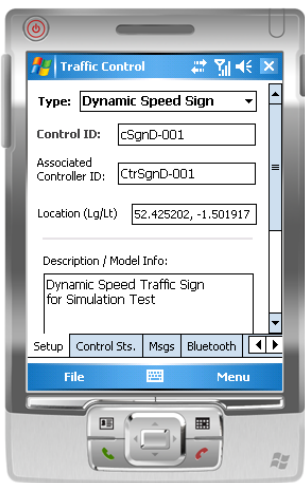 Traffic Control
Type: Dynamic Speed Sign
Control ID: cSgnD-001
Associated
Controller ID: CtrSgnD-001
Location (Lg/Lt) 52.425202, -1.501917
Description / Model Info:
Dynamic Speed Traffic Sign
for Simulation Test
Setup Control Sts. Msgs Bluetooth
File Menu